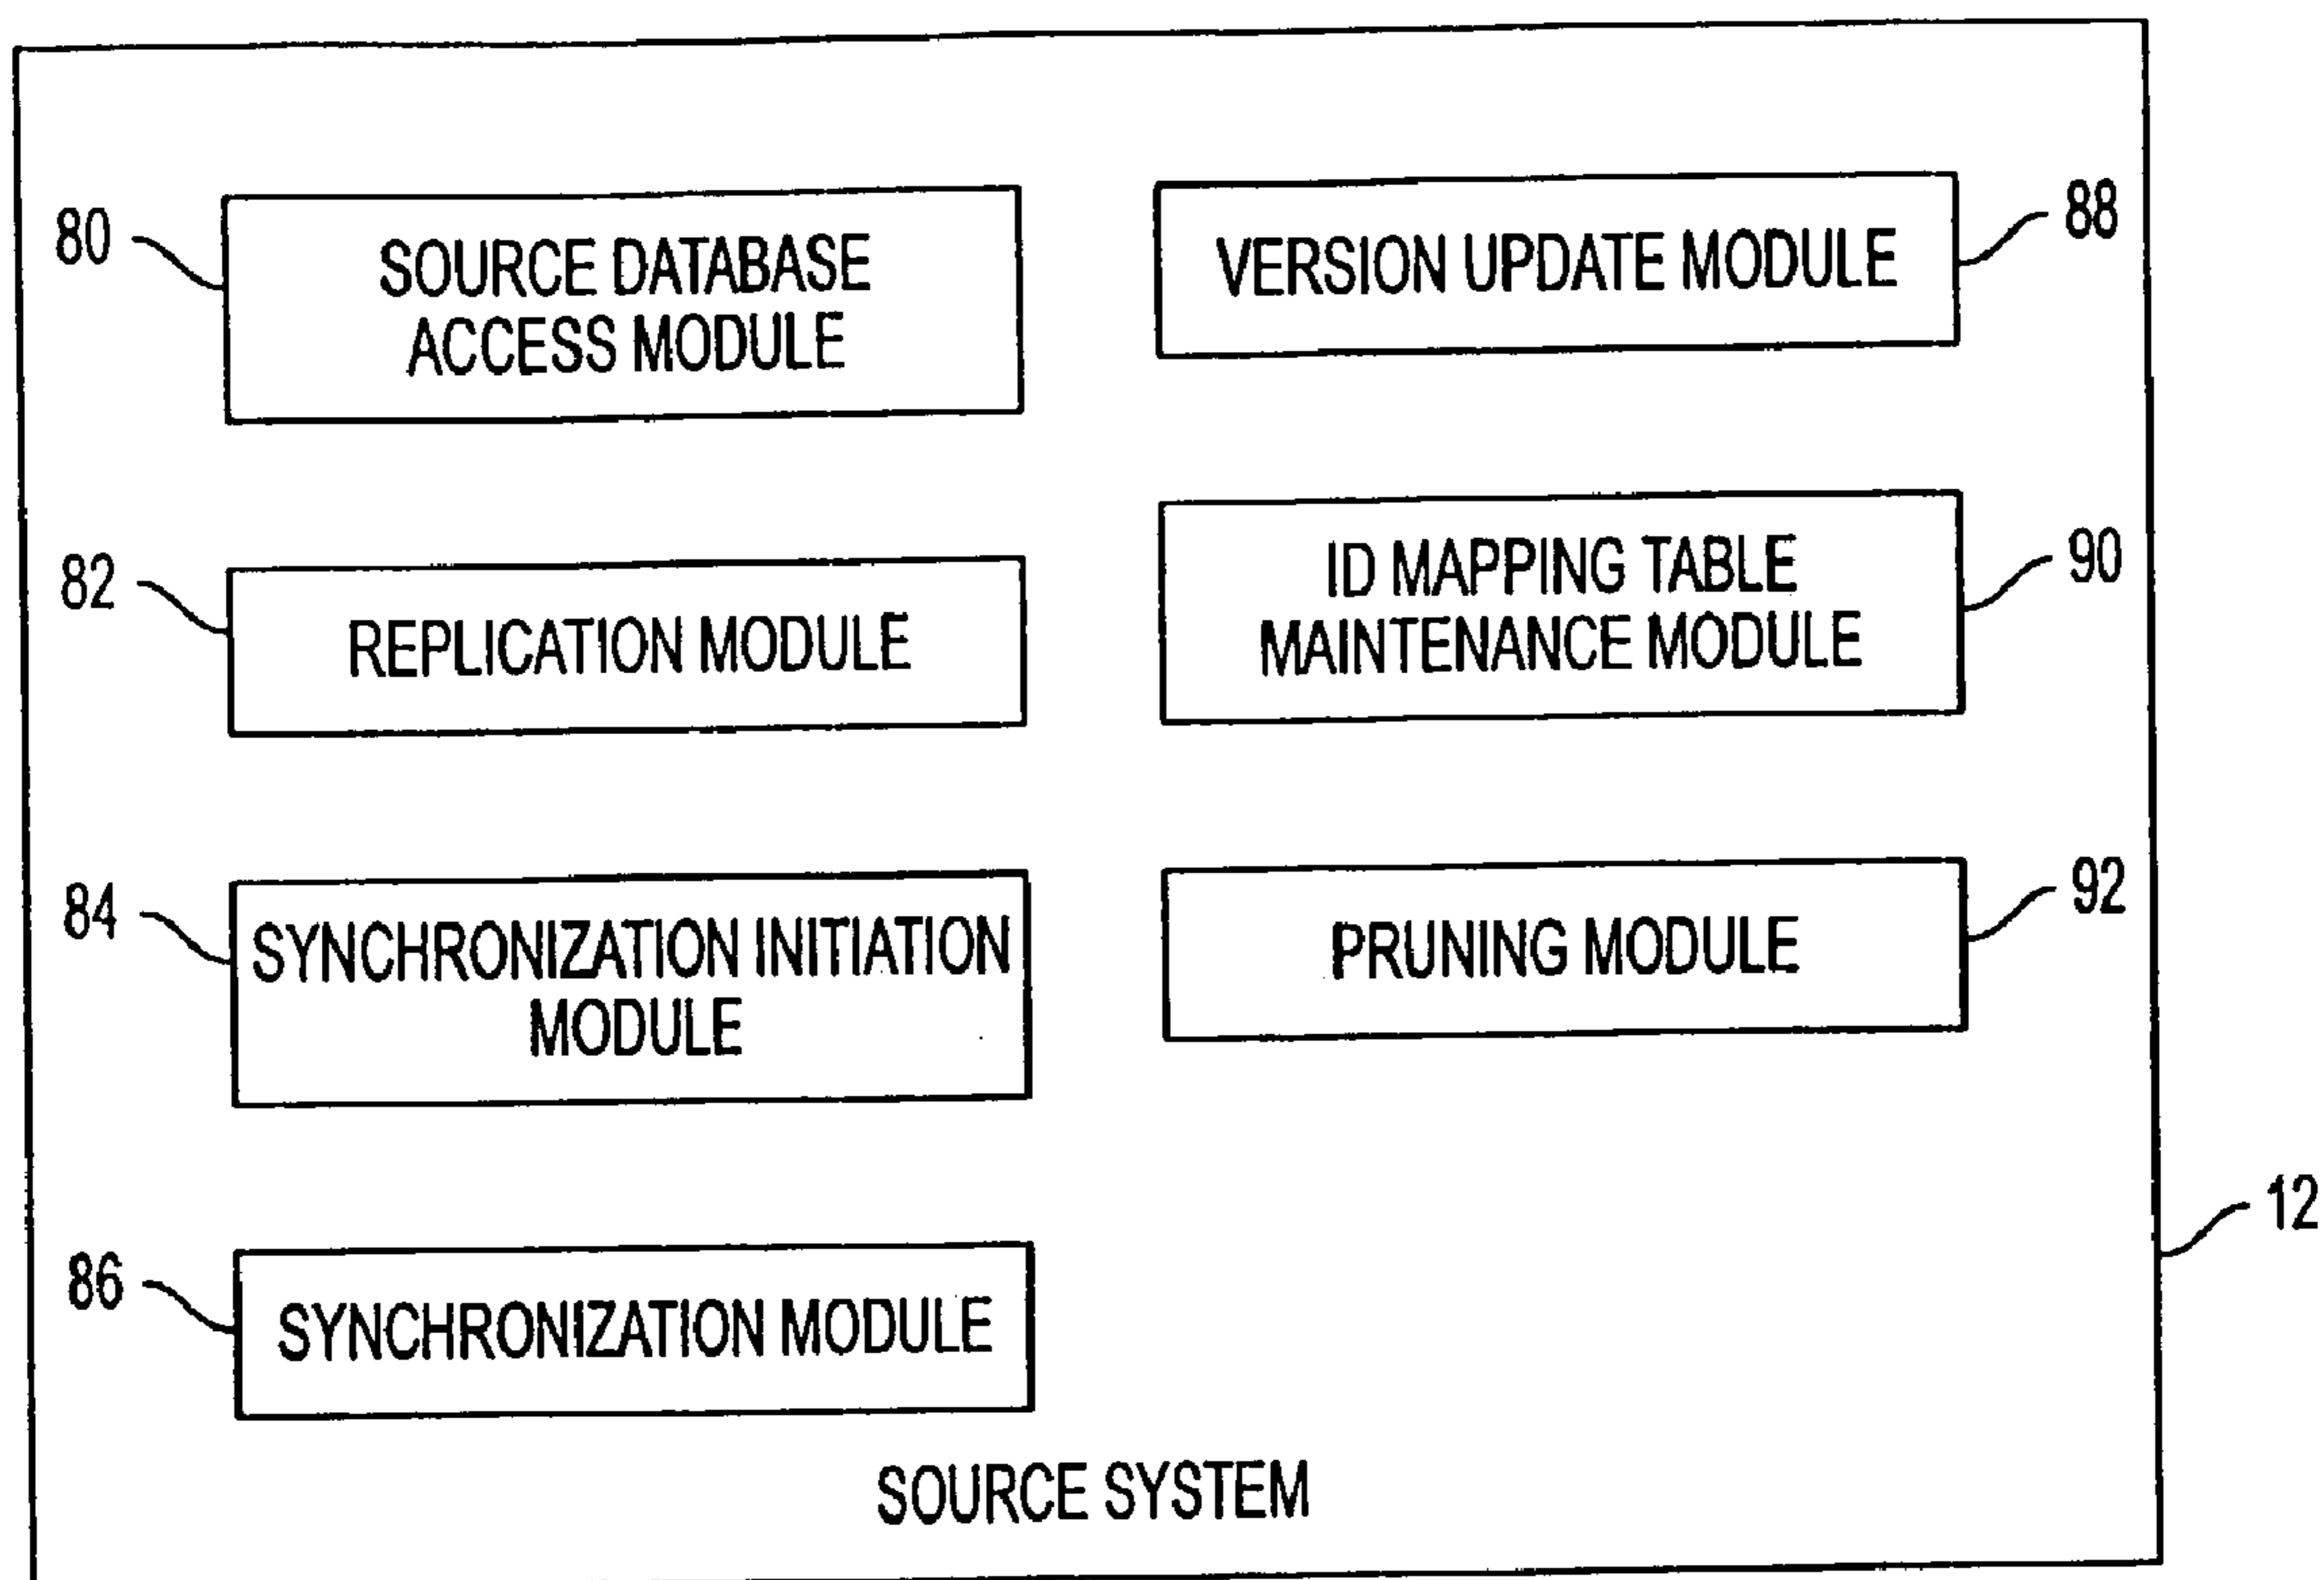 80
SOURCE DATABASE
ACCESS MODULE
82
REPLICATION MODULE
84
SYNCHRONIZATION INITIATION
MODULE
86
SYNCHRONIZATION MODULE
VERSION UPDATE MODULE
88
ID MAPPING TABLE
MAINTENANCE MODULE
90
PRUNING MODULE
92
12
SOURCE SYSTEM